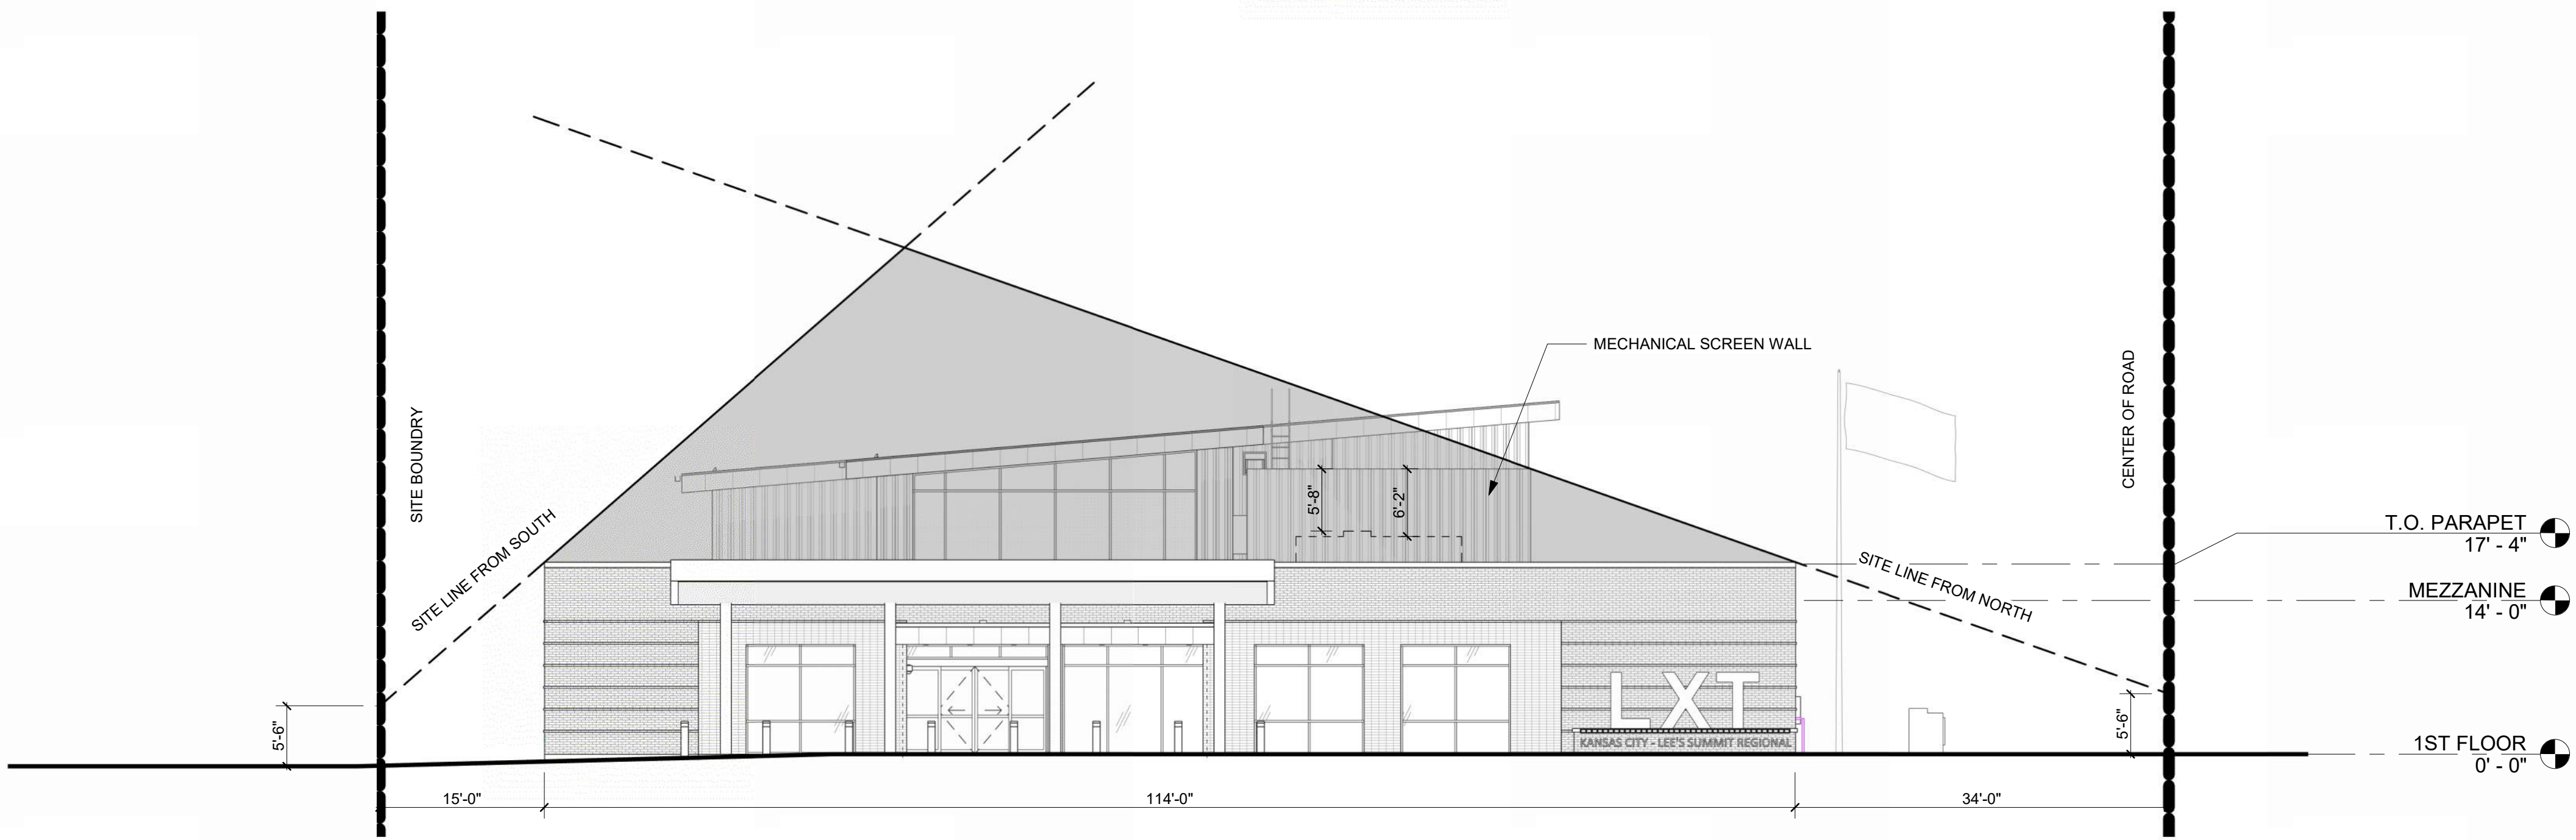 MECHANICAL SCREEN WALL
SITE BOUNDRY
CENTER OF ROAD
5'-8"
6'-2"
SITE LINE FROM SOUTH
SITE LINE FROM NORTH
T.O. PARAPET
17' - 4"
MEZZANINE
14' - 0"
LXT
KANSAS CITY - LEE'S SUMMIT REGIONAL
5'-6"
5'-6"
1ST FLOOR
0' - 0"
15'-0"
114'-0"
34'-0"